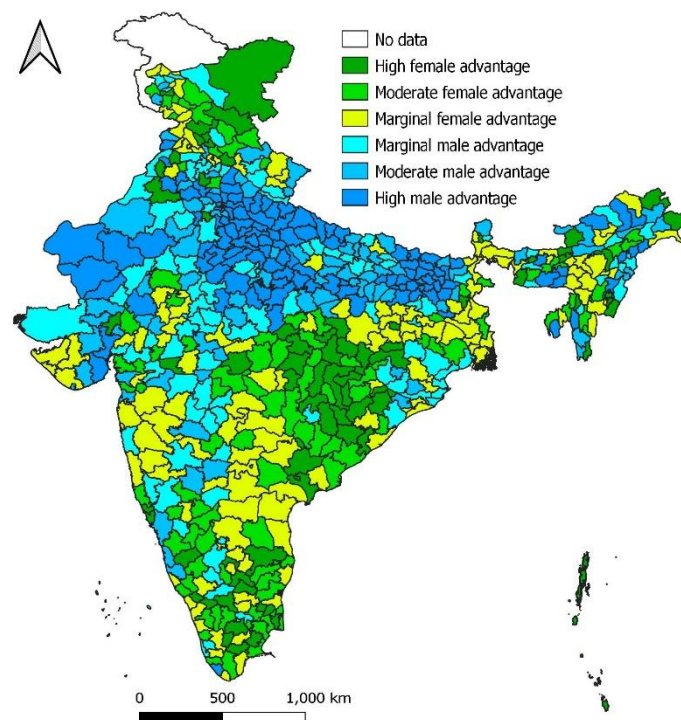 No data
High female advantage
Moderate female advantage
Marginal female advantage
Marginal male advantage
Moderate male advantage
High male advantage
0 500 1,000 km